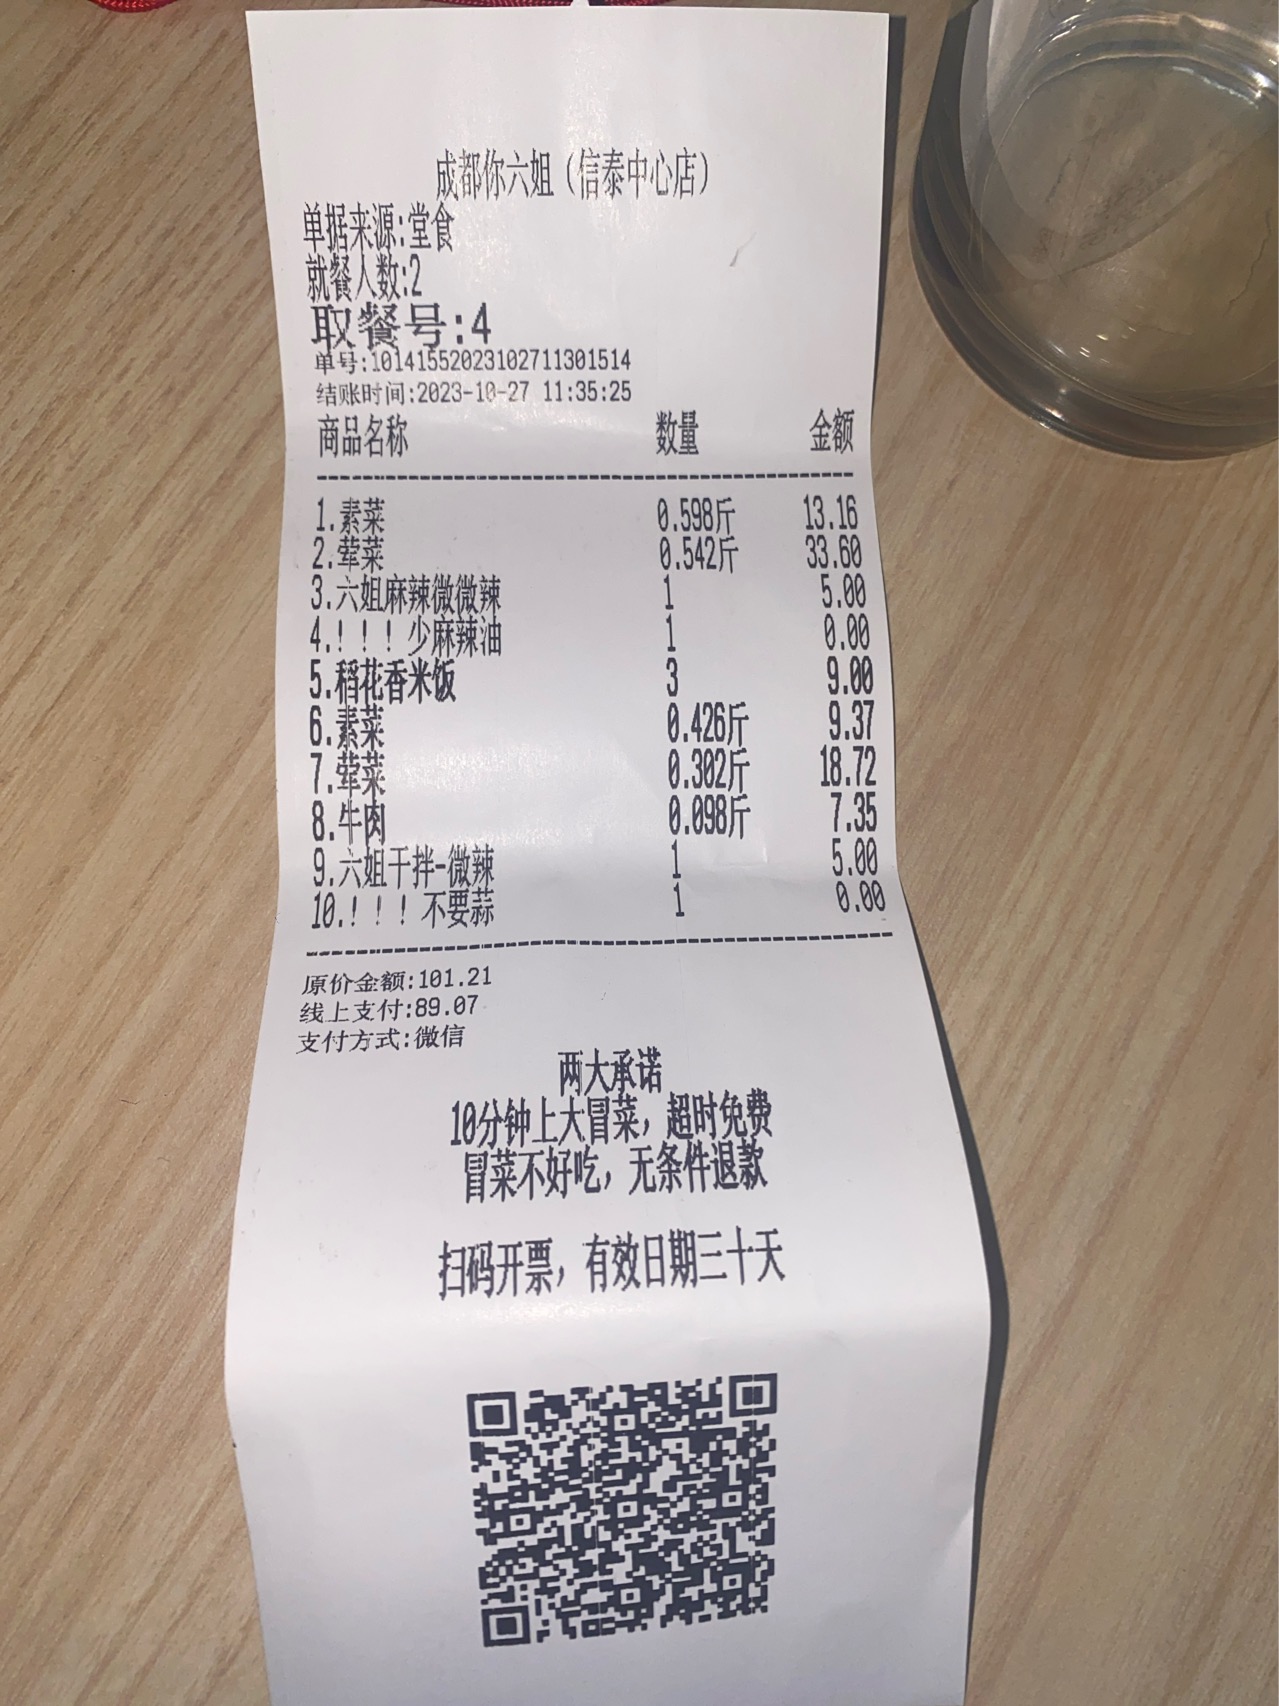 成都你六姐（信泰中心店）
单据来源:堂食
就餐人数:2
取餐号:4
单号:10141552023102711301514
结账时间:2023-10-27 11:35:25
商品名称 数量 金额
1.素菜 0.598斤 13.16
2.荤菜 0.542斤 33.60
3.六姐麻辣微微辣 1 5.00
4.！！！少麻辣油 1 0.00
5.稻花香米饭 3 9.00
6.素菜 0.426斤 9.37
7.荤菜 0.302斤 18.72
8.牛肉 0.098斤 7.35
9.六姐干拌-微辣 1 5.00
10.！！！不要蒜 1 0.00
原价金额:101.21
线上支付:89.07
支付方式:微信
两大承诺
10分钟上大冒菜，超时免费
冒菜不好吃，无条件退款
扫码开票，有效日期三十天